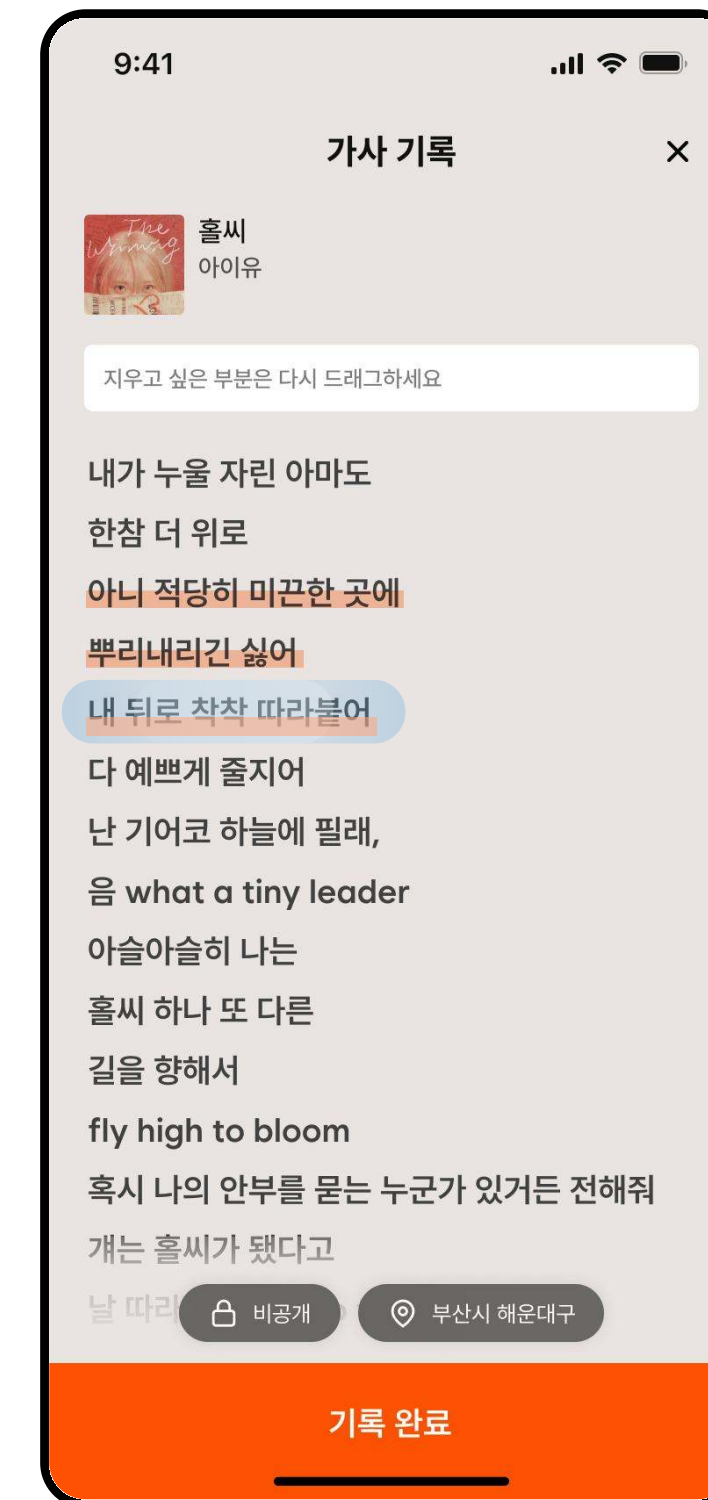 9:41
가사 기록
The Winning
홀씨
아이유
지우고 싶은 부분은 다시 드래그하세요
내가 누울 자린 아마도
한참 더 위로
아니 적당히 미끈한 곳에
뿌리내리긴 싫어
내 뒤로 착착 따라붙어
다 예쁘게 줄지어
난 기어코 하늘에 필래,
음 what a tiny leader
아슬아슬히 나는
홀씨 하나 또 다른
길을 향해서
fly high to bloom
혹시 나의 안부를 묻는 누군가 있거든 전해줘
걔는 홀씨가 됐다고
날 따라
비공개
부산시 해운대구
기록 완료